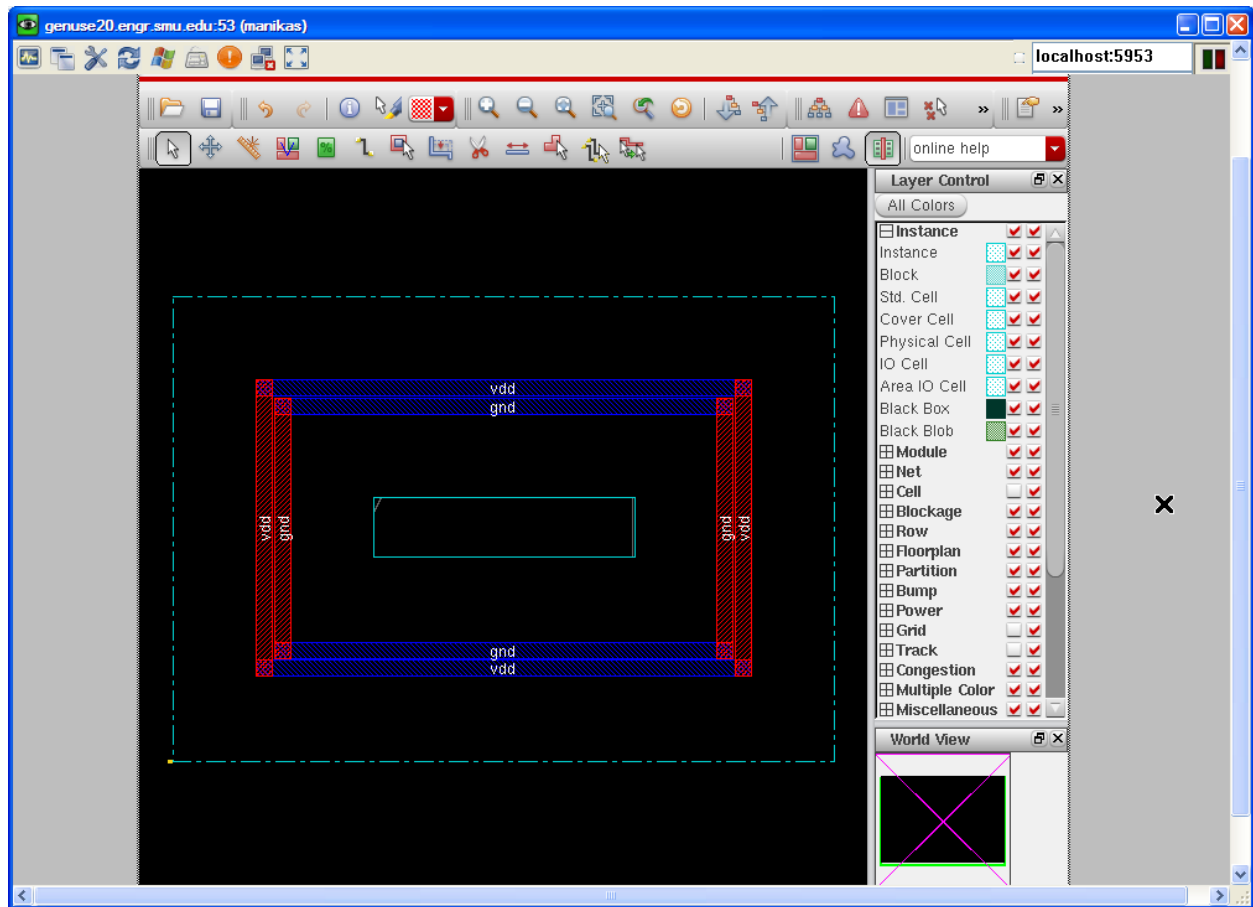 genuse20.engr.smu.edu:53 (manikas)
localhost:5953
» »
online help
Layer Control
All Colors
Instance
Instance
Block
Std. Cell
Cover Cell
Physical Cell
IO Cell
Area IO Cell
Black Box
Black Blob
Module
Net
Cell
Blockage
Row
Floorplan
Partition
Bump
Power
Grid
Track
Congestion
Multiple Color
Miscellaneous
World View
vdd
gnd
vdd
gnd
gnd
vdd
gnd
vdd